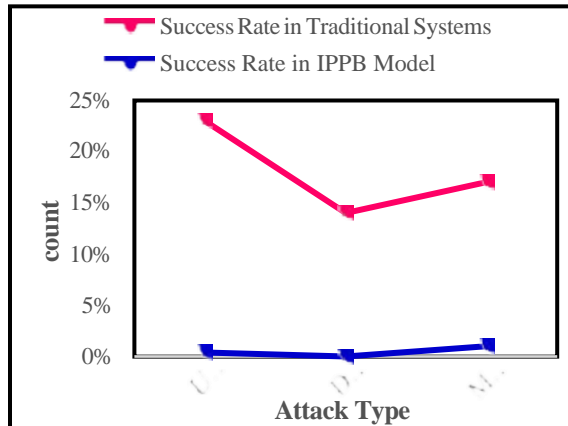 Success Rate in Traditional Systems
Success Rate in IPPB Model
25%
20%
15%
10%
5%
0%
count
U...
D...
M...
Attack Type